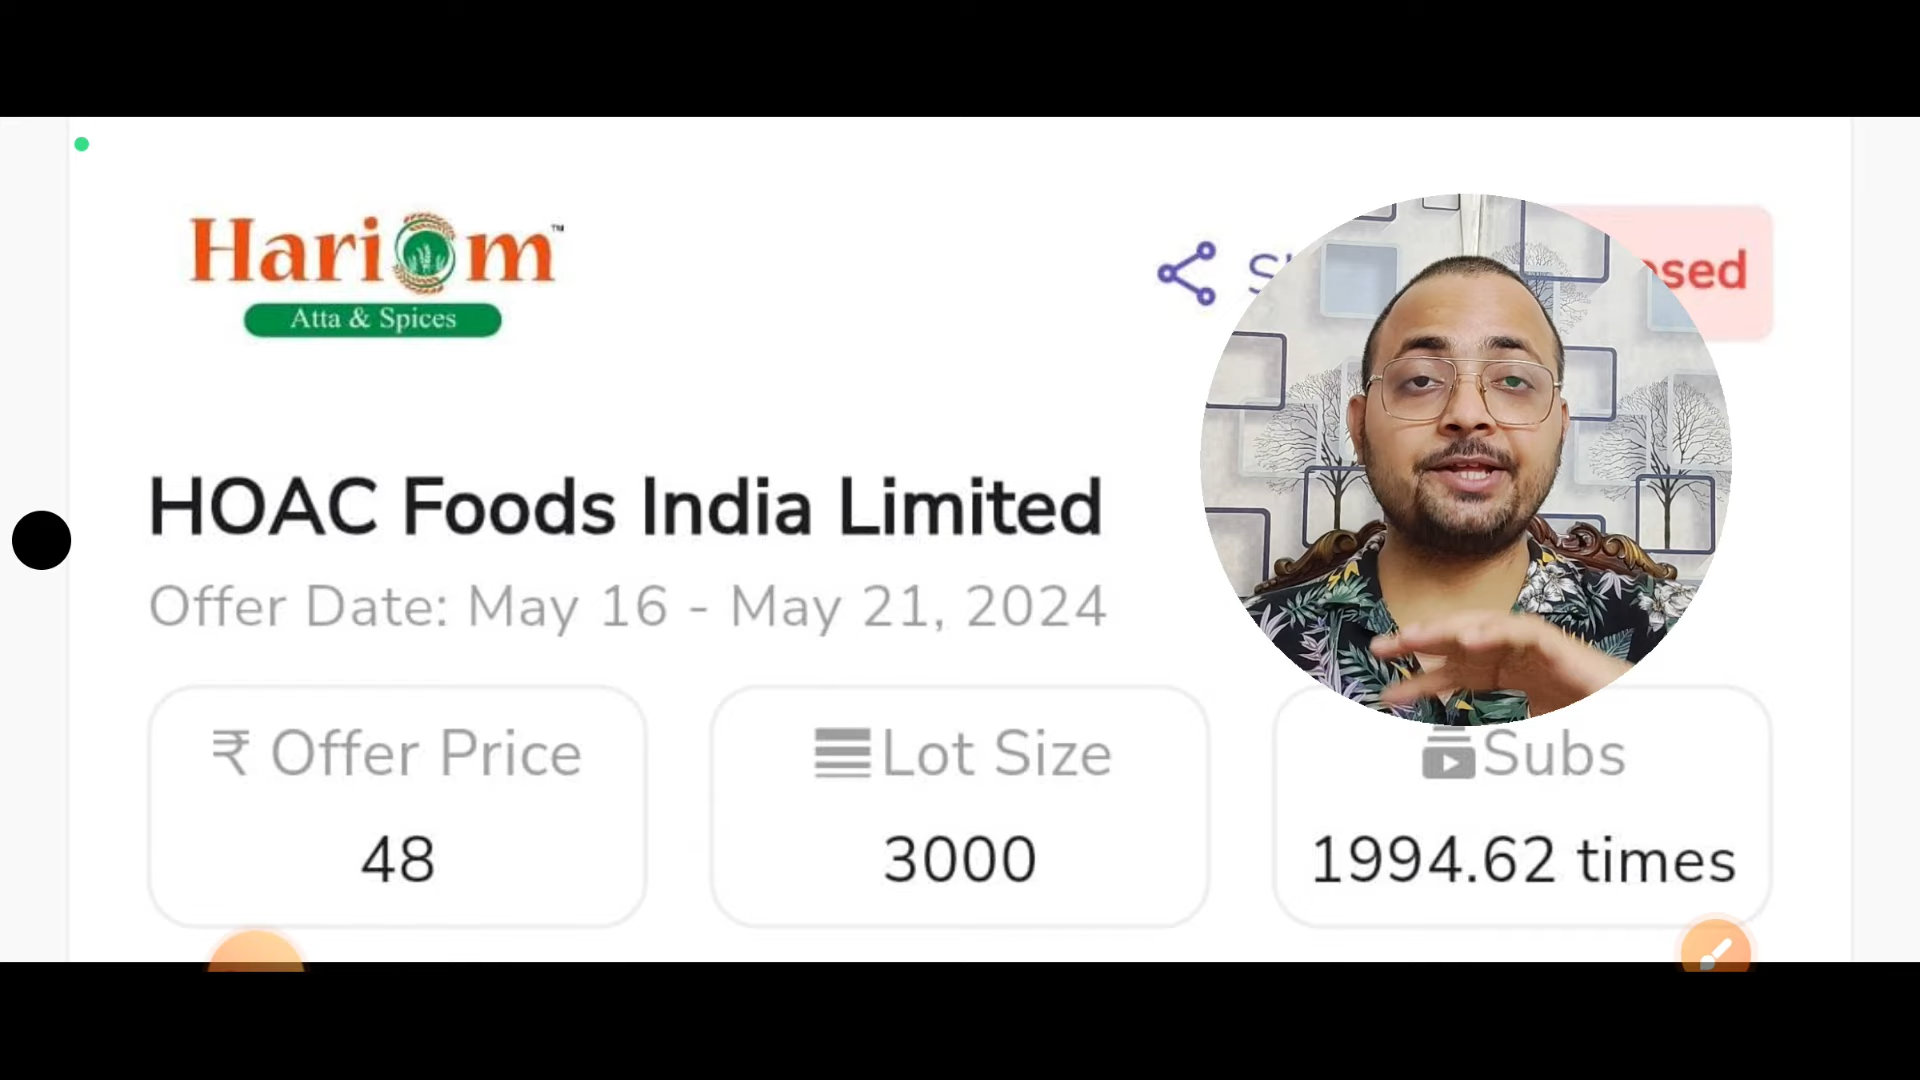 Hariom™
Atta & Spices
HOAC Foods India Limited
Offer Date: May 16 - May 21, 2024
₹ Offer Price
Lot Size
Subs
48
3000
1994.62 times